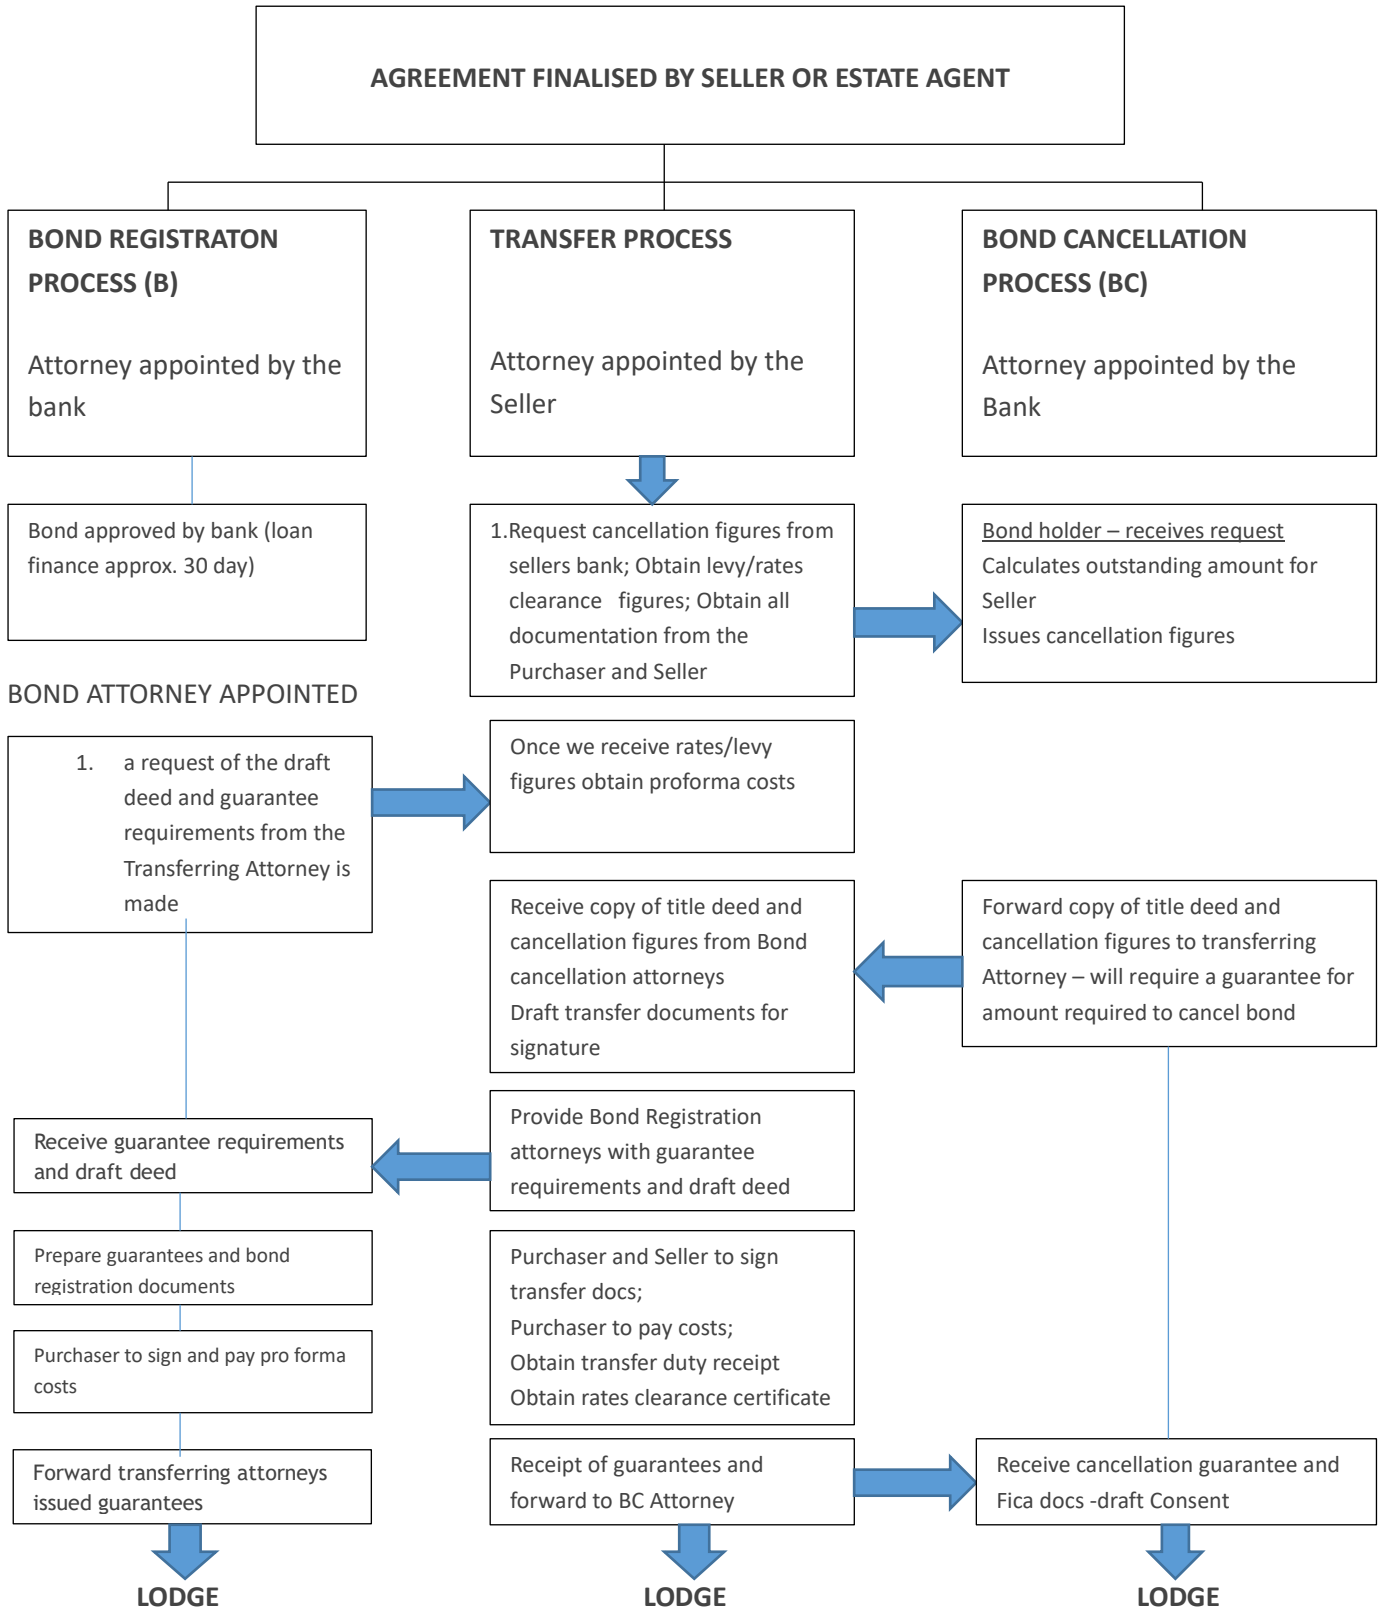 AGREEMENT FINALISED BY SELLER OR ESTATE AGENT
BOND REGISTRATON
PROCESS (B)
Attorney appointed by the
bank
TRANSFER PROCESS
Attorney appointed by the
Seller
BOND CANCELLATION
PROCESS (BC)
Attorney appointed by the
Bank
Bond approved by bank (loan
finance approx. 30 day)
1.Request cancellation figures from
sellers bank; Obtain levy/rates
clearance figures; Obtain all
documentation from the
Purchaser and Seller
Bond holder – receives request
Calculates outstanding amount for
Seller
Issues cancellation figures
BOND ATTORNEY APPOINTED
1. a request of the draft
deed and guarantee
requirements from the
Transferring Attorney is
made
Once we receive rates/levy
figures obtain proforma costs
Receive copy of title deed and
cancellation figures from Bond
cancellation attorneys
Draft transfer documents for
signature
Forward copy of title deed and
cancellation figures to transferring
Attorney – will require a guarantee for
amount required to cancel bond
Receive guarantee requirements
and draft deed
Provide Bond Registration
attorneys with guarantee
requirements and draft deed
Prepare guarantees and bond
registration documents
Purchaser and Seller to sign
transfer docs;
Purchaser to pay costs;
Obtain transfer duty receipt
Obtain rates clearance certificate
Purchaser to sign and pay pro forma
costs
Forward transferring attorneys
issued guarantees
Receipt of guarantees and
forward to BC Attorney
Receive cancellation guarantee and
Fica docs -draft Consent
LODGE
LODGE
LODGE